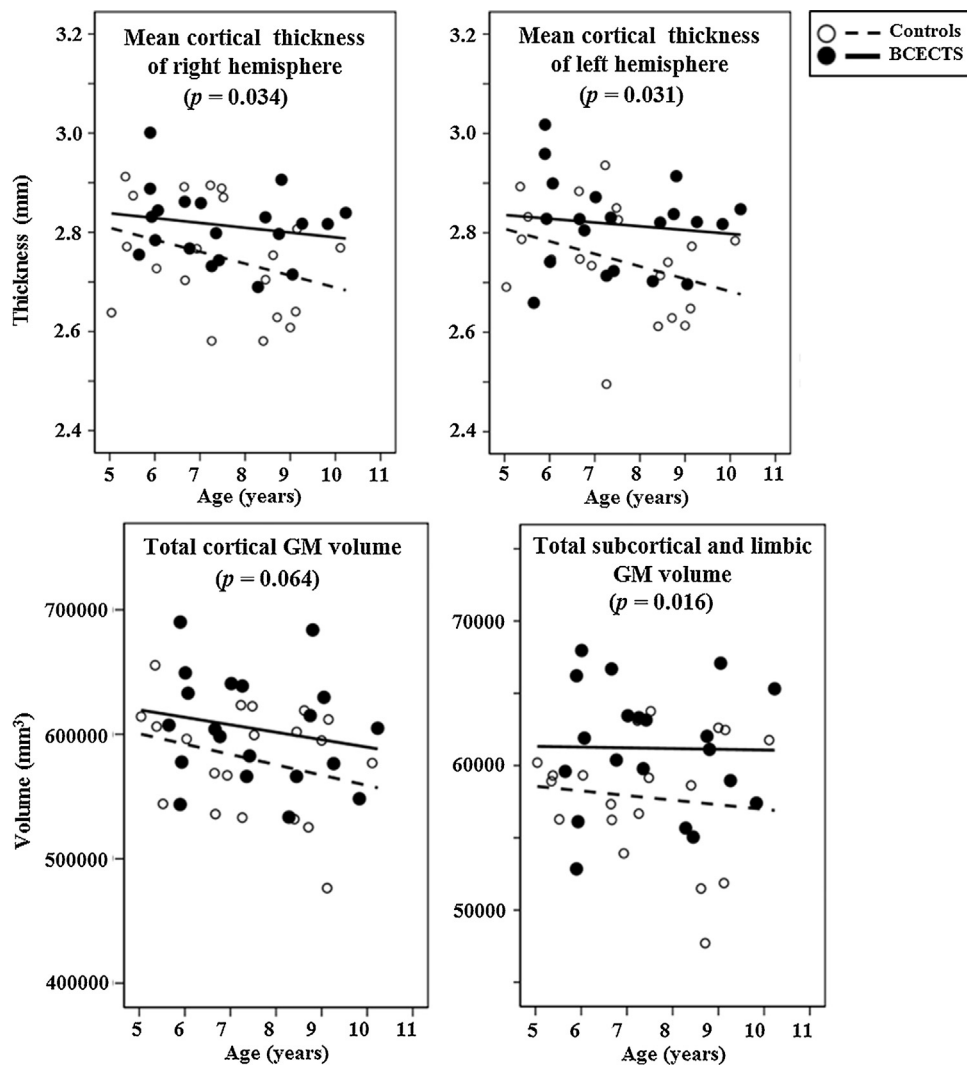 Controls
BCECTS
Mean cortical thickness
of right hemisphere
(p = 0.034)
3.2
3.0
2.8
2.6
2.4
Thickness (mm)
5 6 7 8 9 10 11
Age (years)
Mean cortical thickness
of left hemisphere
(p = 0.031)
3.2
3.0
2.8
2.6
2.4
5 6 7 8 9 10 11
Age (years)
Total cortical GM volume
(p = 0.064)
700000
600000
500000
400000
Volume (mm³)
5 6 7 8 9 10 11
Age (years)
Total subcortical and limbic
GM volume
(p = 0.016)
70000
60000
50000
5 6 7 8 9 10 11
Age (years)